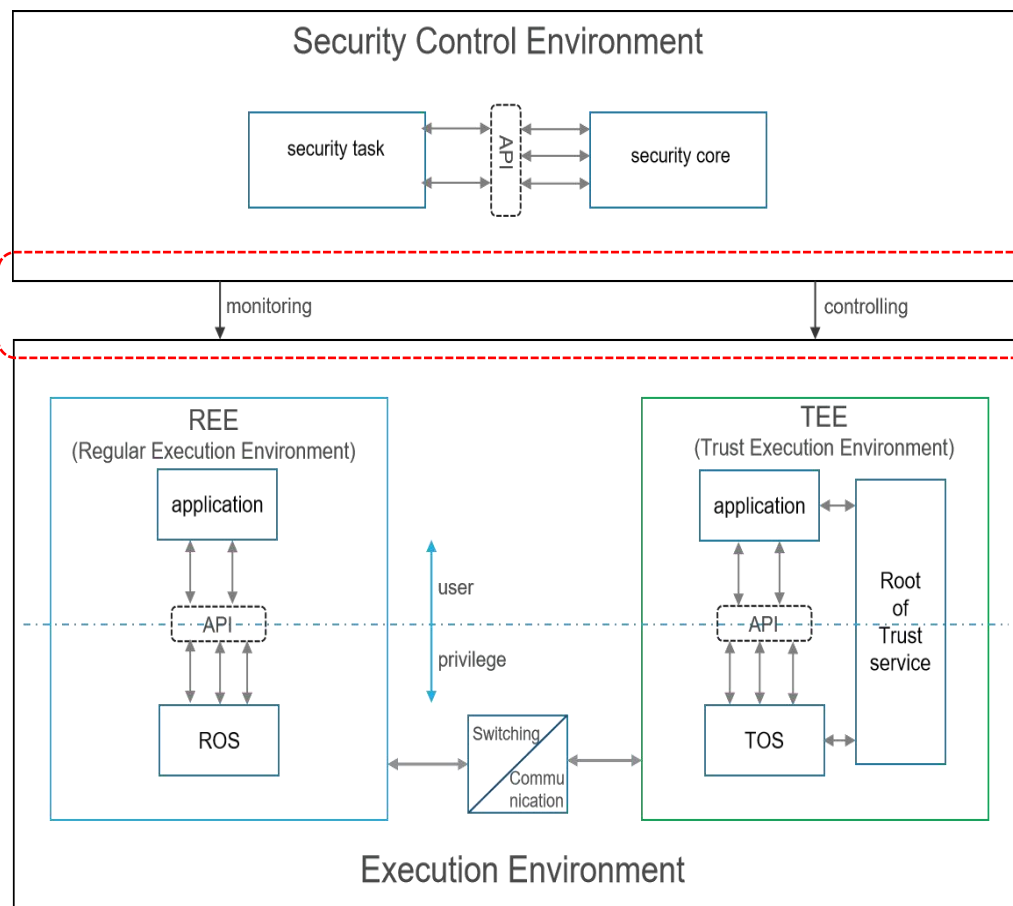 Security Control Environment
security task
API
security core
monitoring
controlling
REE
(Regular Execution Environment)
application
API
ROS
user
privilege
Switching
Commu
nication
TEE
(Trust Execution Environment)
application
API
TOS
Root
of
Trust
service
Execution Environment